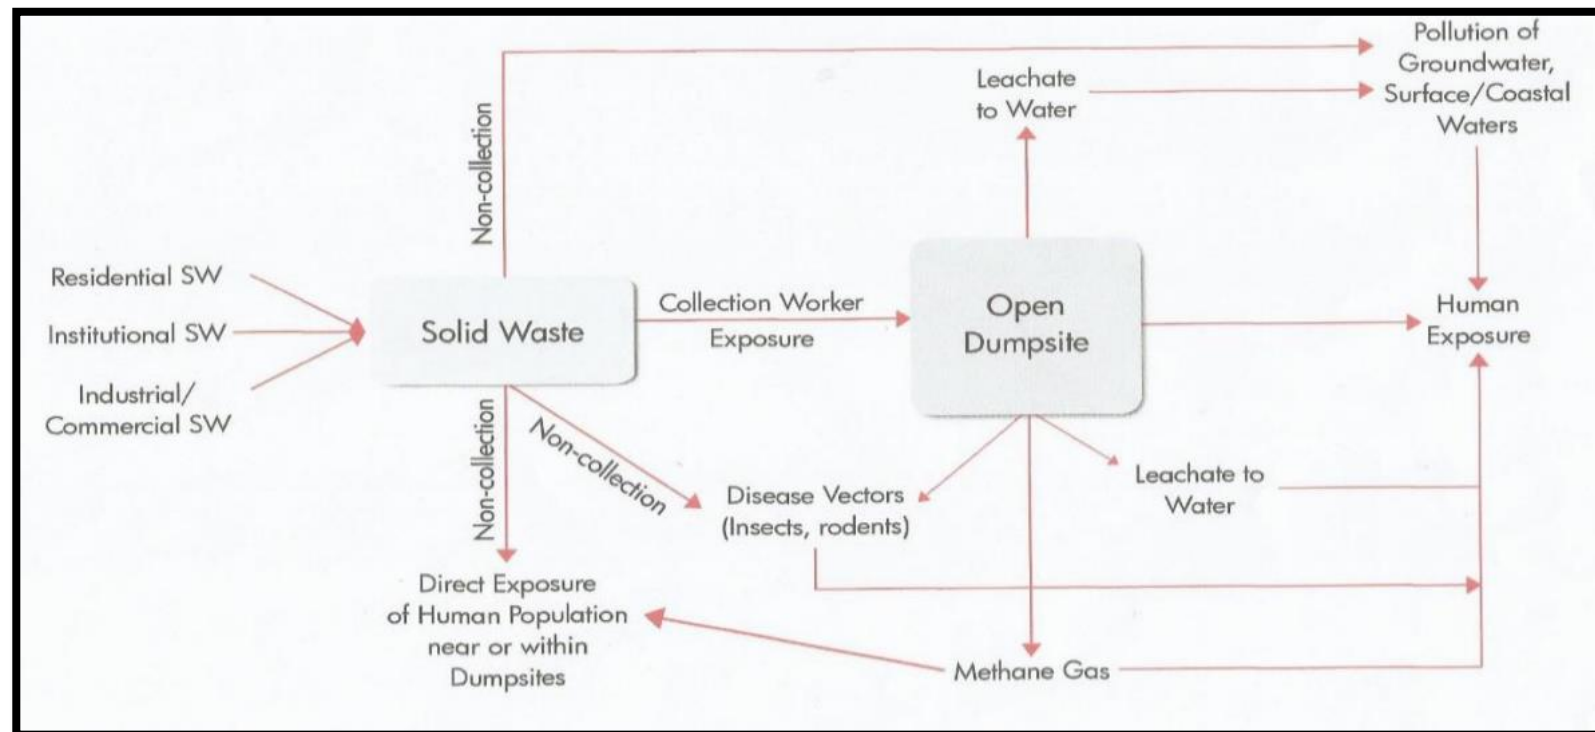 Pollution of
Groundwater,
Surface/Coastal
Waters
Leachate
to Water
Non-collection
Residential SW
Institutional SW
Industrial/
Commercial SW
Solid Waste
Collection Worker
Exposure
Open
Dumpsite
Human
Exposure
Non-collection
Non-collection
Disease Vectors
(Insects, rodents)
Leachate to
Water
Direct Exposure
of Human Population
near or within
Dumpsites
Methane Gas